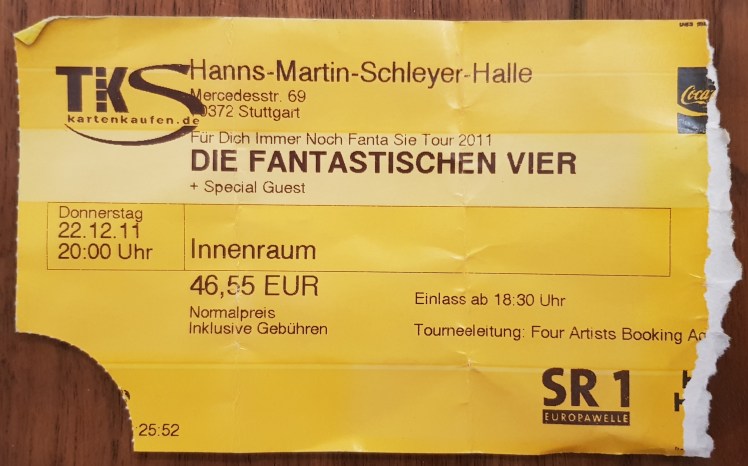 TKS
kartenkaufen.de
Hanns-Martin-Schleyer-Halle
Mercedesstr. 69
0372 Stuttgart
Für Dich Immer Noch Fanta Sie Tour 2011
DIE FANTASTISCHEN VIER
+ Special Guest
Donnerstag
22.12.11
20:00 Uhr
Innenraum
46,55 EUR
Normalpreis
Inklusive Gebühren
Einlass ab 18:30 Uhr
Tourneeleitung: Four Artists Booking Ag
SR 1
EUROPAWELLE
25:52
Coca